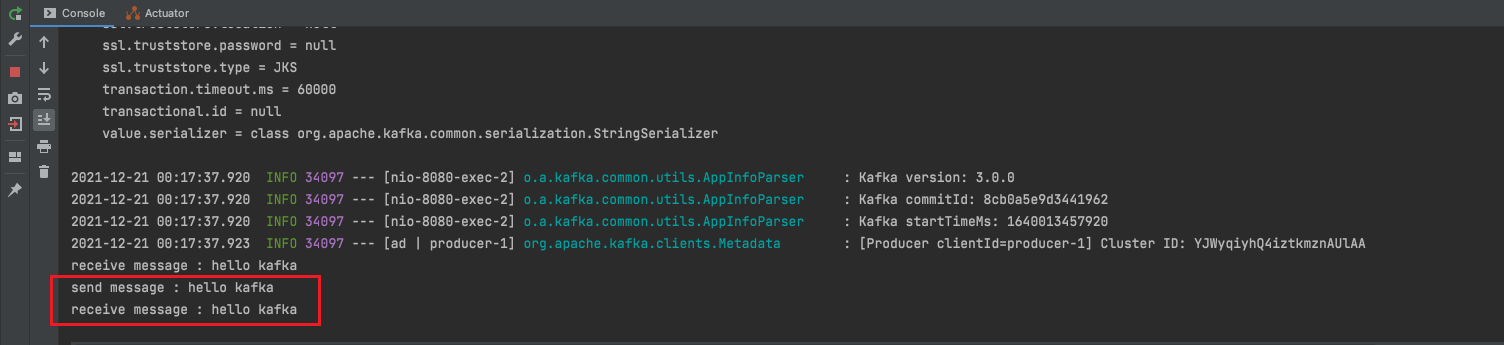 Console Actuator
ssl.truststore.location = null
ssl.truststore.password = null
ssl.truststore.type = JKS
transaction.timeout.ms = 60000
transactional.id = null
value.serializer = class org.apache.kafka.common.serialization.StringSerializer
2021-12-21 00:17:37.920 INFO 34097 --- [nio-8080-exec-2] o.a.kafka.common.utils.AppInfoParser : Kafka version: 3.0.0
2021-12-21 00:17:37.920 INFO 34097 --- [nio-8080-exec-2] o.a.kafka.common.utils.AppInfoParser : Kafka commitId: 8cb0a5e9d3441962
2021-12-21 00:17:37.920 INFO 34097 --- [nio-8080-exec-2] o.a.kafka.common.utils.AppInfoParser : Kafka startTimeMs: 1640013457920
2021-12-21 00:17:37.923 INFO 34097 --- [ad | producer-1] org.apache.kafka.clients.Metadata : [Producer clientId=producer-1] Cluster ID: YJWyqiyhQ4iztkmznAUlAA
receive message : hello kafka
send message : hello kafka
receive message : hello kafka